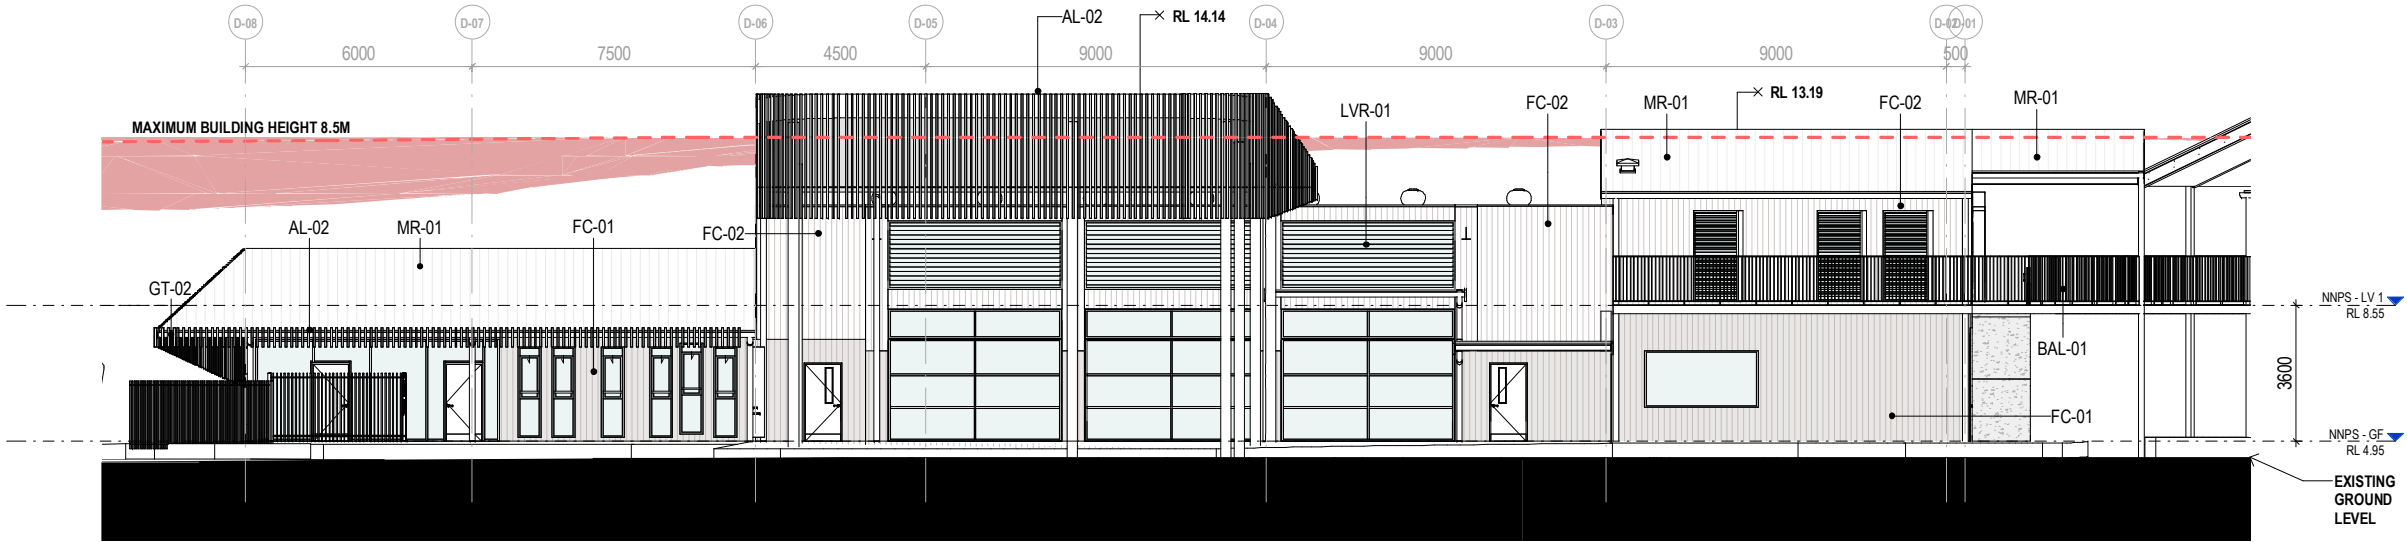 D-08
D-07
D-06
D-05
D-04
D-03
D-02
D-01
AL-02
RL 14.14
6000
7500
4500
9000
9000
9000
500
RL 13.19
MR-01
FC-02
MR-01
FC-02
LVR-01
MAXIMUM BUILDING HEIGHT 8.5M
AL-02
MR-01
FC-01
FC-02
GT-02
NNPS - LV 1
RL 8.55
BAL-01
3600
FC-01
NNPS - GF
RL 4.95
EXISTING
GROUND
LEVEL